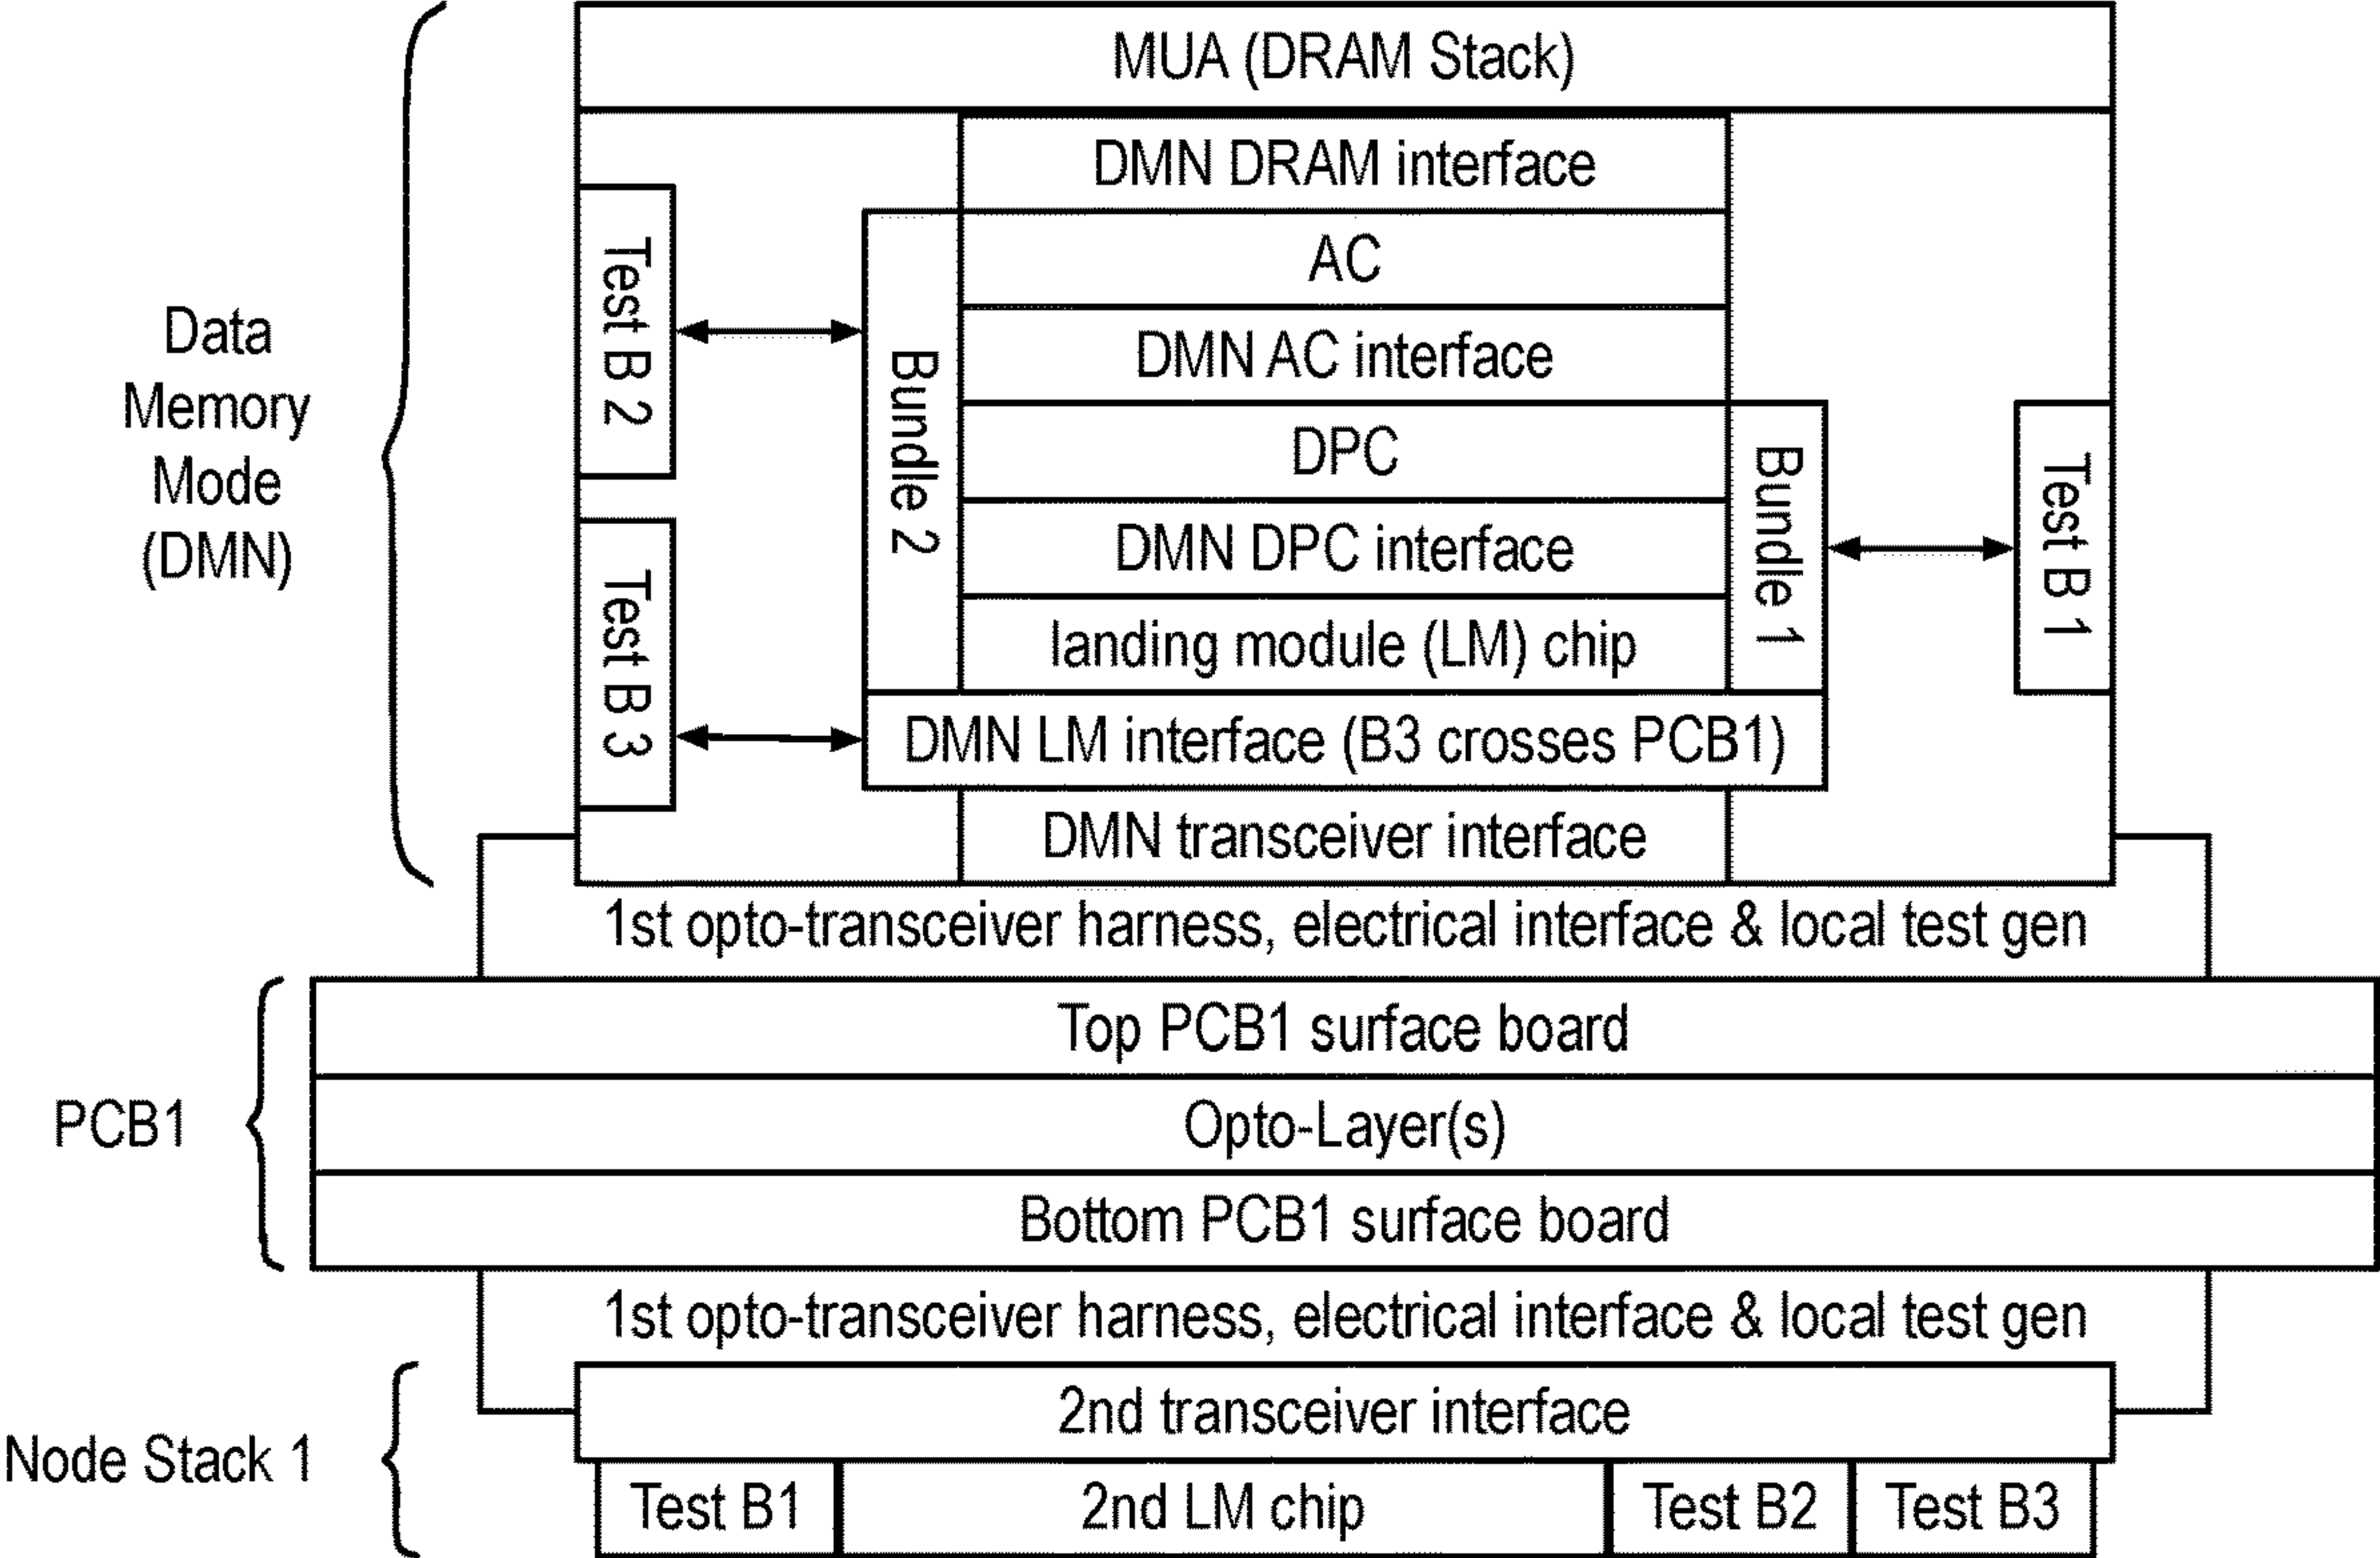 MUA (DRAM Stack)
DMN DRAM interface
AC
DMN AC interface
DPC
DMN DPC interface
landing module (LM) chip
DMN LM interface (B3 crosses PCB1)
DMN transceiver interface
Test B 2
Test B 3
Bundle 2
Bundle 1
Test B 1
Data
Memory
Mode
(DMN)
1st opto-transceiver harness, electrical interface & local test gen
PCB1
Top PCB1 surface board
Opto-Layer(s)
Bottom PCB1 surface board
1st opto-transceiver harness, electrical interface & local test gen
Node Stack 1
2nd transceiver interface
Test B1
2nd LM chip
Test B2
Test B3